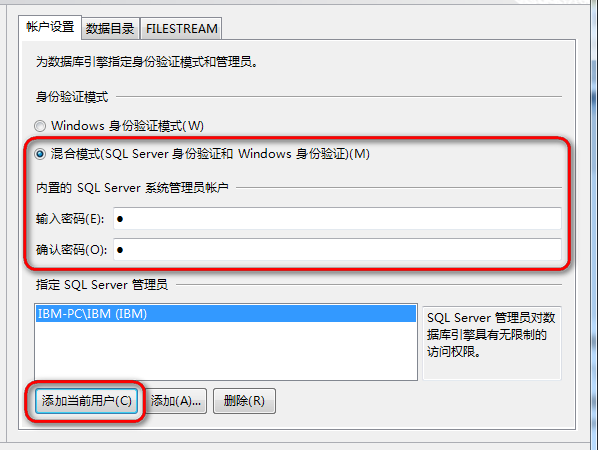 帐户设置 数据目录 FILESTREAM
为数据库引擎指定身份验证模式和管理员。
身份验证模式
Windows 身份验证模式(W)
混合模式(SQL Server 身份验证和 Windows 身份验证)(M)
内置的 SQL Server 系统管理员帐户
输入密码(E): ●
确认密码(O): ●
指定 SQL Server 管理员
IBM-PC\IBM (IBM)
SQL Server 管理员对数
据库引擎具有无限制的
访问权限。
添加当前用户(C) 添加(A)... 删除(R)